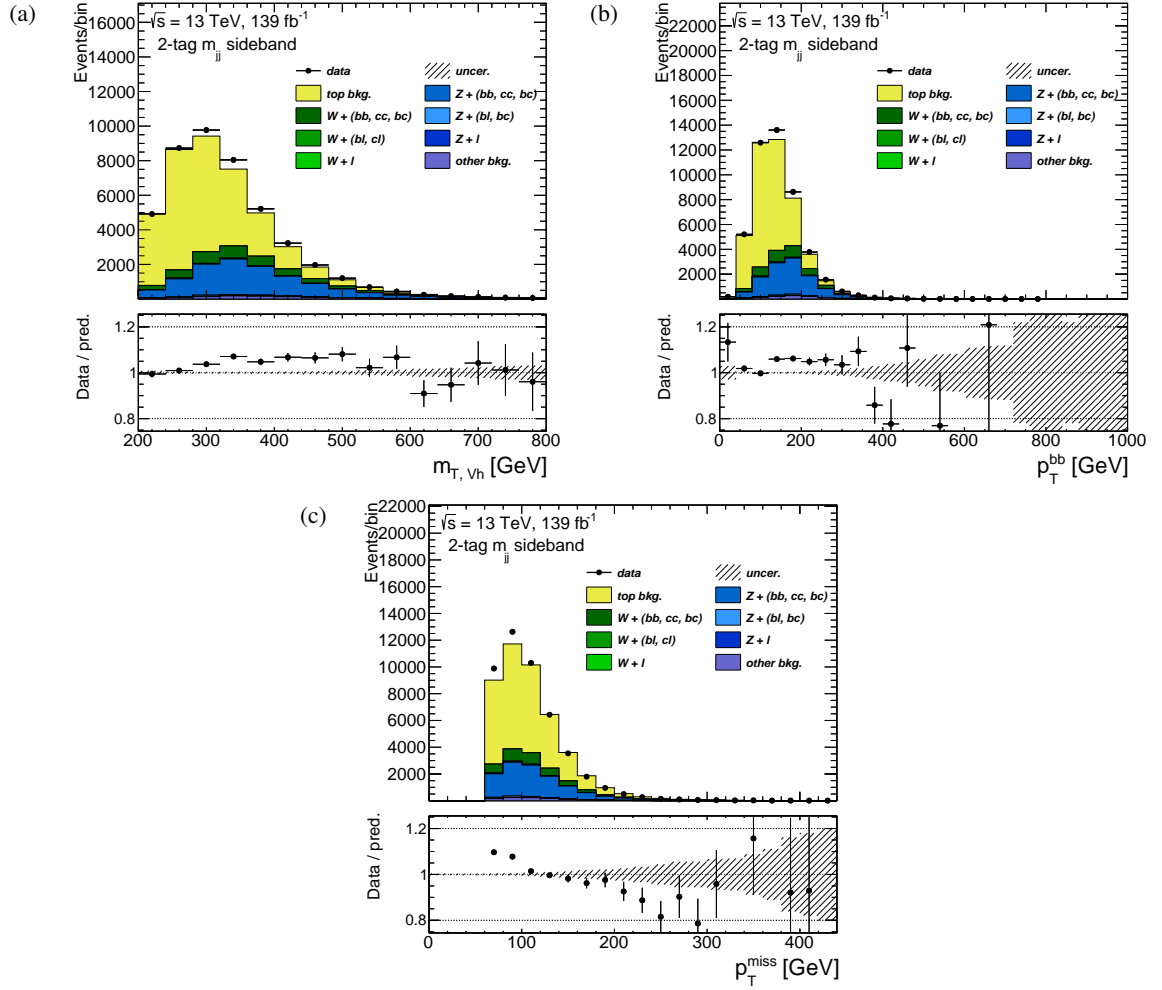 (a)
Events/bin
16000
14000
12000
10000
8000
6000
4000
2000
√s = 13 TeV, 139 fb⁻¹
2-tag m_jj sideband
data
uncer.
top bkg.
Z + (bb, cc, bc)
W + (bb, cc, bc)
Z + (bl, bc)
W + (bl, cl)
Z + l
W + l
other bkg.
Data / pred.
1.2
1
0.8
200 300 400 500 600 700 800
m_T, Vh [GeV]
(b)
Events/bin
22000
20000
18000
16000
14000
12000
10000
8000
6000
4000
2000
√s = 13 TeV, 139 fb⁻¹
2-tag m_jj sideband
data
uncer.
top bkg.
Z + (bb, cc, bc)
W + (bb, cc, bc)
Z + (bl, bc)
W + (bl, cl)
Z + l
W + l
other bkg.
Data / pred.
1.2
1
0.8
0 200 400 600 800 1000
p_T^bb [GeV]
(c)
Events/bin
22000
20000
18000
16000
14000
12000
10000
8000
6000
4000
2000
√s = 13 TeV, 139 fb⁻¹
2-tag m_jj sideband
data
uncer.
top bkg.
Z + (bb, cc, bc)
W + (bb, cc, bc)
Z + (bl, bc)
W + (bl, cl)
Z + l
W + l
other bkg.
Data / pred.
1.2
1
0.8
0 100 200 300 400
p_T^miss [GeV]